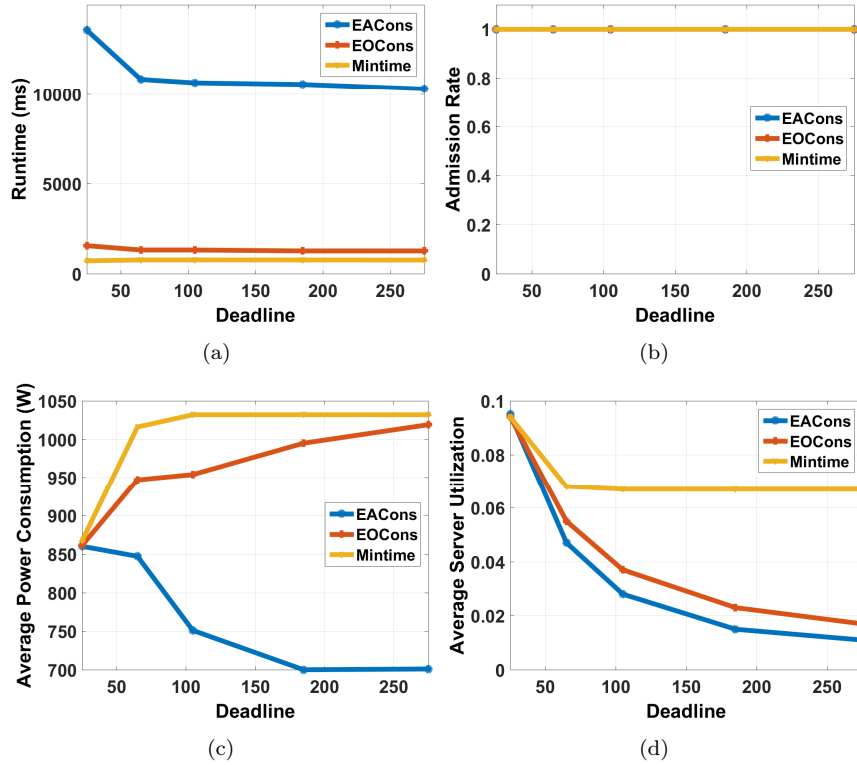 EACons
EOCons
Mintime
10000
5000
0
50 100 150 200 250
Runtime (ms)
Deadline
(a)
1
0.8
0.6
0.4
0.2
0
50 100 150 200 250
Admission Rate
EACons
EOCons
Mintime
Deadline
(b)
1050
1000
950
900
850
800
750
700
50 100 150 200 250
Average Power Consumption (W)
EACons
EOCons
Mintime
Deadline
(c)
0.1
0.08
0.06
0.04
0.02
0
50 100 150 200 250
Average Server Utilization
EACons
EOCons
Mintime
Deadline
(d)